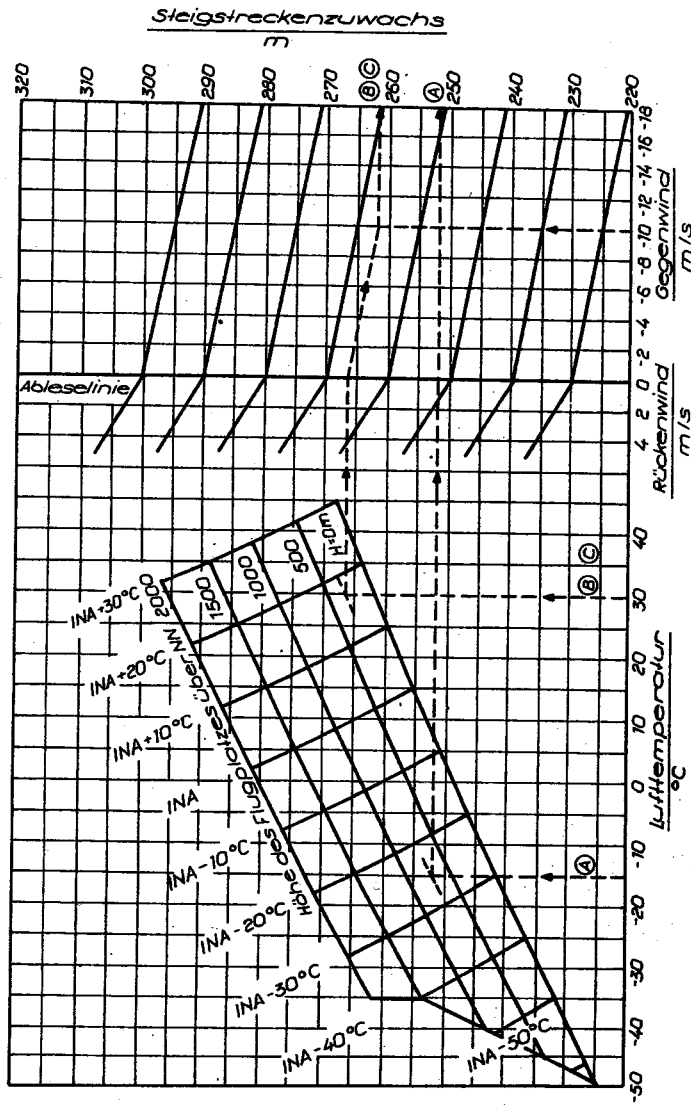 Steigstreckenzuwachs
m
320
310
300
290
280
270
260
250
240
230
220
Ⓑ Ⓒ
Ⓐ
Ableselinie
4 2 0 -2 -4 -6 -8 -10 -12 -14 -16 -18
Rückenwind
m/s
Gegenwind
m/s
INA+30°C
INA+20°C
INA+10°C
INA
INA-10°C
INA-20°C
INA-30°C
INA-40°C
INA-50°C
Höhe des Flugplatzes über NN
2000
1500
1000
500
H=0m
Ⓐ
Ⓑ Ⓒ
-50 -40 -30 -20 -10 0 10 20 30 40
Lufttemperatur
°C